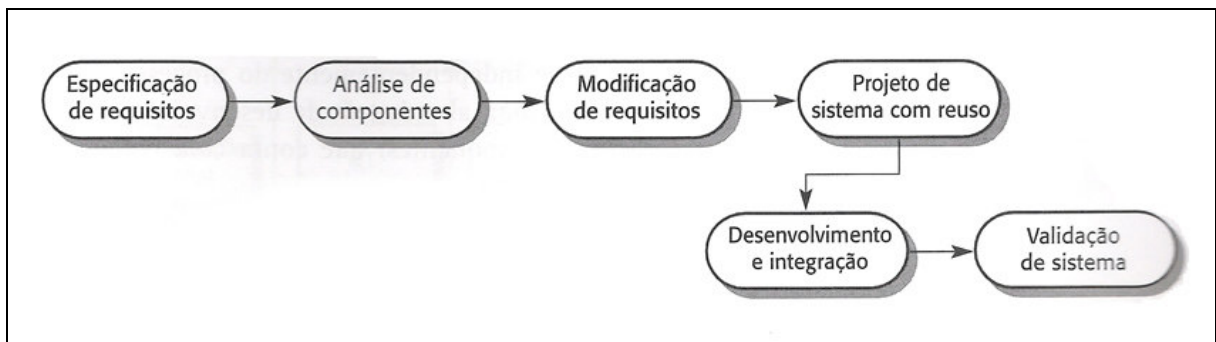 Especificação
de requisitos
Análise de
componentes
Modificação
de requisitos
Projeto de
sistema com reuso
Desenvolvimento
e integração
Validação
de sistema